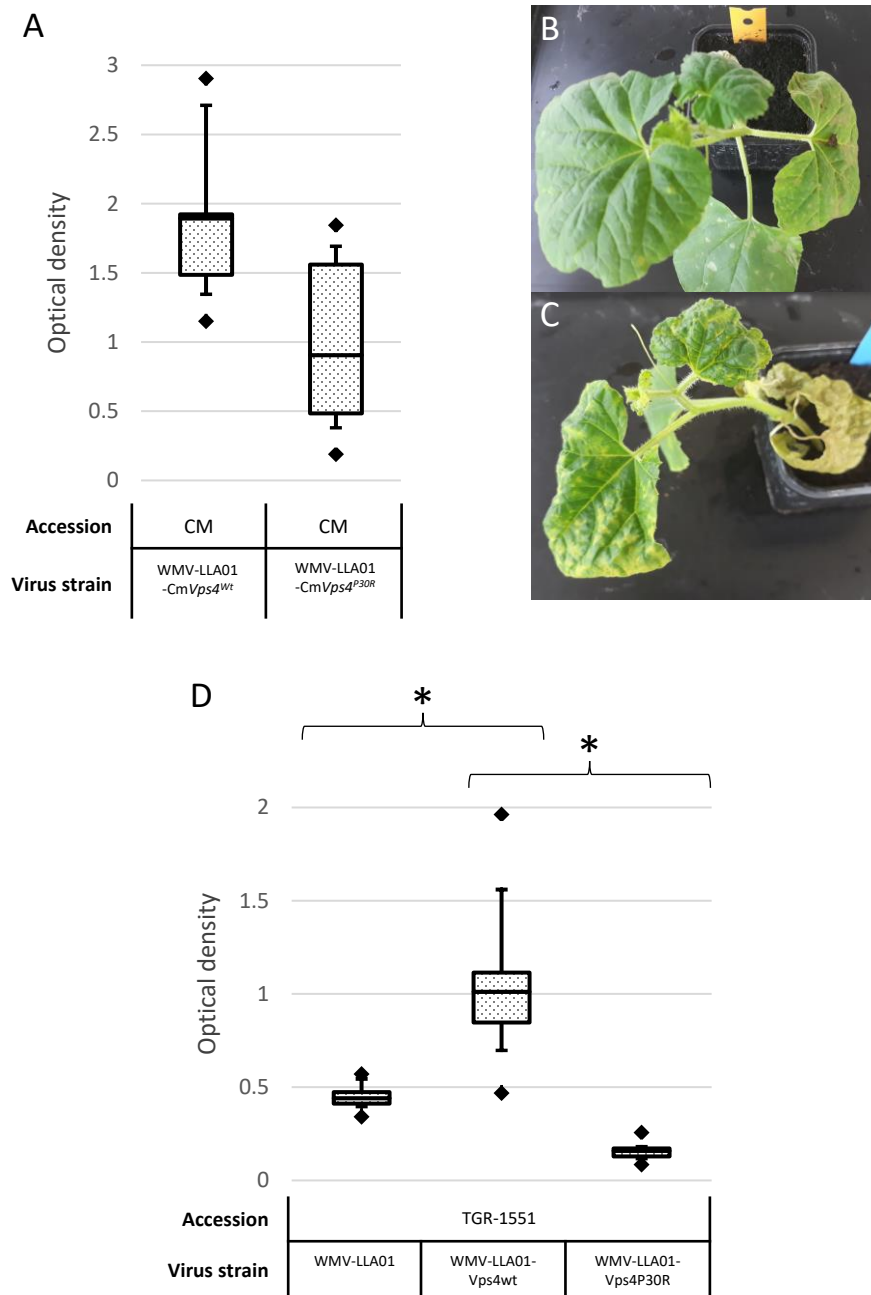 A
B
3
2.5
2
1.5
1
0.5
0
Optical density
Accession CM CM
Virus strain WMV-LLA01 WMV-LLA01
-CmVps4Wt -CmVps4P30R
C
D
* 
*
2
1.5
1
0.5
0
Optical density
Accession TGR-1551
Virus strain WMV-LLA01 WMV-LLA01- WMV-LLA01-
Vps4wt Vps4P30R